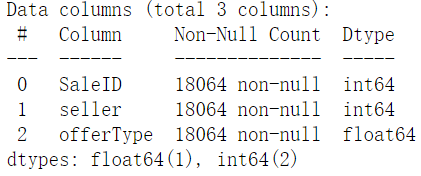 Data columns (total 3 columns):
 #   Column     Non-Null Count  Dtype
---  ------     --------------  -----
 0   SaleID     18064 non-null  int64
 1   seller     18064 non-null  int64
 2   offerType  18064 non-null  float64
dtypes: float64(1), int64(2)